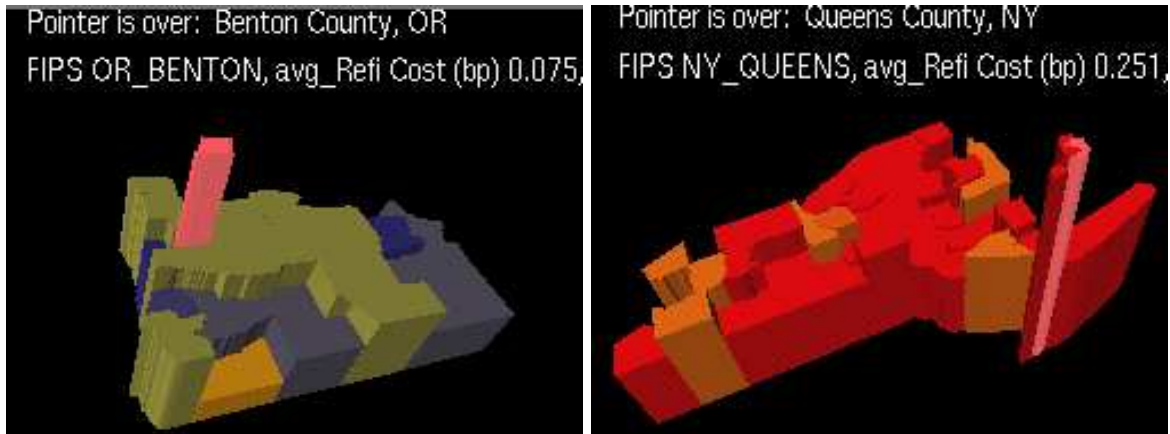 Pointer is over: Benton County, OR
FIPS OR_BENTON, avg_Refi Cost (bp) 0.075,
Pointer is over: Queens County, NY
FIPS NY_QUEENS, avg_Refi Cost (bp) 0.251,